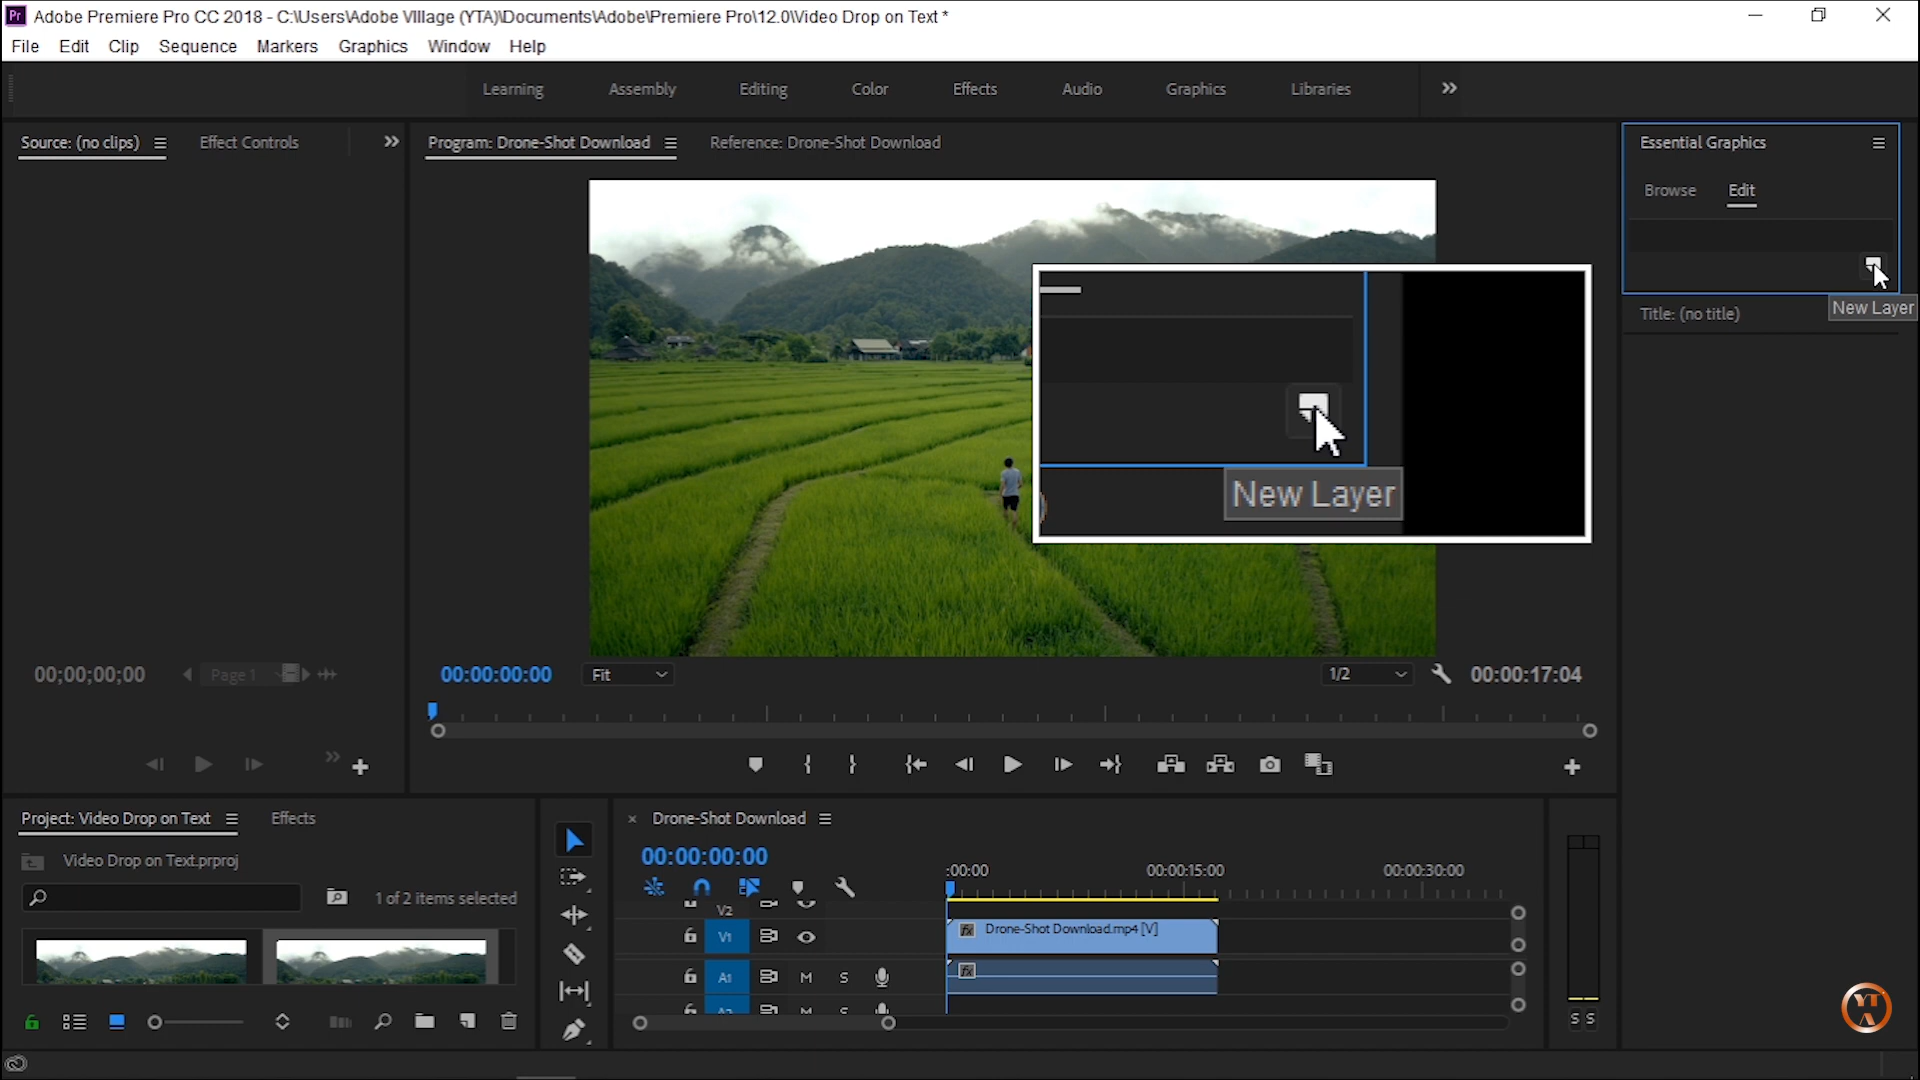 Adobe Premiere Pro CC 2018 - C:\Users\Adobe VIllage (YTA)\Documents\Adobe\Premiere Pro\12.0\Video Drop on Text *
File Edit Clip Sequence Markers Graphics Window Help
Learning Assembly Editing Color Effects Audio Graphics Libraries
Source: (no clips) Effect Controls
Program: Drone-Shot Download Reference: Drone-Shot Download
Essential Graphics
Browse Edit
New Layer
Title: (no title)
New Layer
00;00;00;00 Page 1
00:00:00:00 Fit 1/2 00:00:17:04
Project: Video Drop on Text Effects
Video Drop on Text.prproj
1 of 2 items selected
Drone-Shot Download
00:00:00:00
:00:00 00:00:15:00 00:00:30:00
V2
V1 Drone-Shot Download.mp4 [V]
fx
A1 M S
fx
A2 M S
S S
YTA